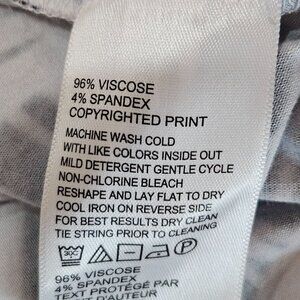 96% VISCOSE
4% SPANDEX
COPYRIGHTED PRINT
MACHINE WASH COLD
WITH LIKE COLORS INSIDE OUT
MILD DETERGENT GENTLE CYCLE
NON-CHLORINE BLEACH
RESHAPE AND LAY FLAT TO DRY
COOL IRON ON REVERSE SIDE
FOR BEST RESULTS DRY CLEAN
TIE STRING PRIOR TO CLEANING
96% VISCOSE
4% SPANDEX
TEXT PROTÉGÉ PAR
T D'AUTEUR